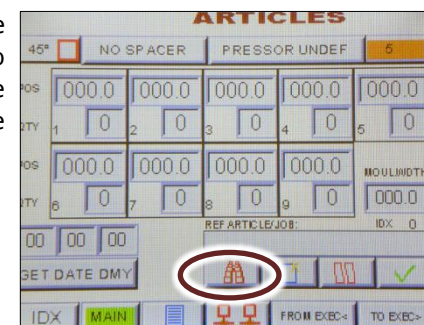 e
o
e
e
ARTICLES
45° NO SPACER PRESSOR UNDEF 5
POS 000.0 000.0 000.0 000.0 000.0
QTY 1 0 2 0 3 0 4 0 5 0
POS 000.0 000.0 000.0 000.0 MOULWDTH
QTY 6 0 7 0 8 0 9 0 000.0
REF ARTICLE/JOB: IDX 0
00 00 00
GET DATE DMY
IDX MAIN FROM EXEC< TO EXEC>